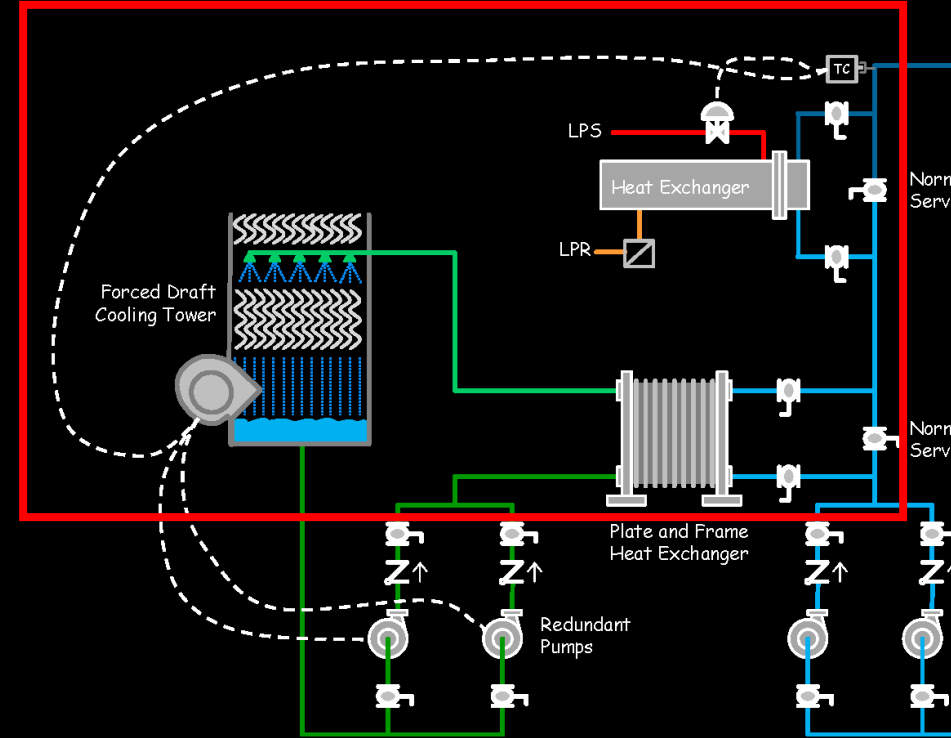 TC
LPS
Heat Exchanger
LPR
Forced Draft
Cooling Tower
Plate and Frame
Heat Exchanger
Redundant
Pumps